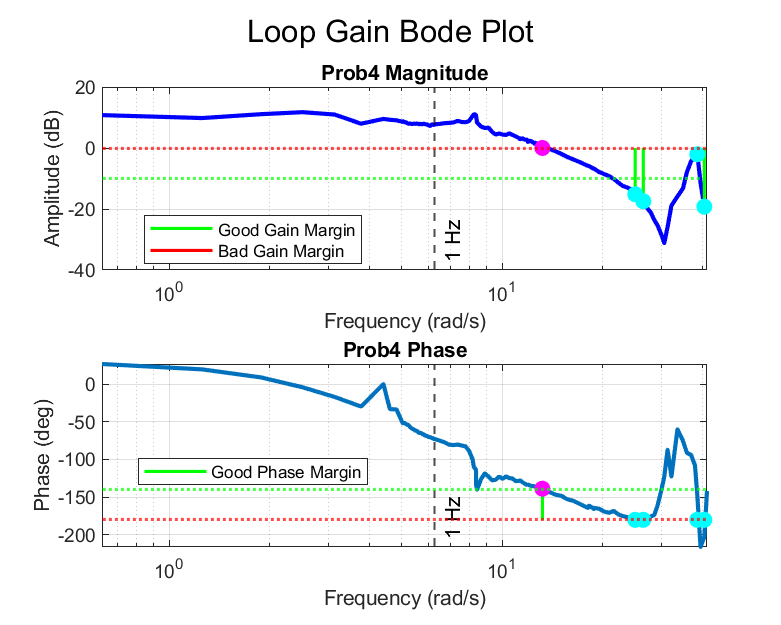 Loop Gain Bode Plot
Prob4 Magnitude
20
0
-20
-40
Amplitude (dB)
Good Gain Margin
Bad Gain Margin
1 Hz
10^0
10^1
Frequency (rad/s)
Prob4 Phase
0
-50
-100
-150
-200
Phase (deg)
Good Phase Margin
1 Hz
10^0
10^1
Frequency (rad/s)